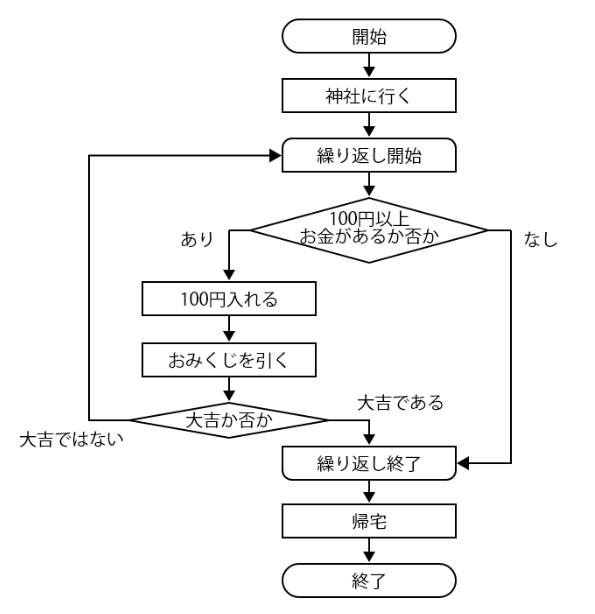 開始
神社に行く
繰り返し開始
100円以上
お金があるか否か
あり
なし
100円入れる
おみくじを引く
大吉か否か
大吉である
大吉ではない
繰り返し終了
帰宅
終了